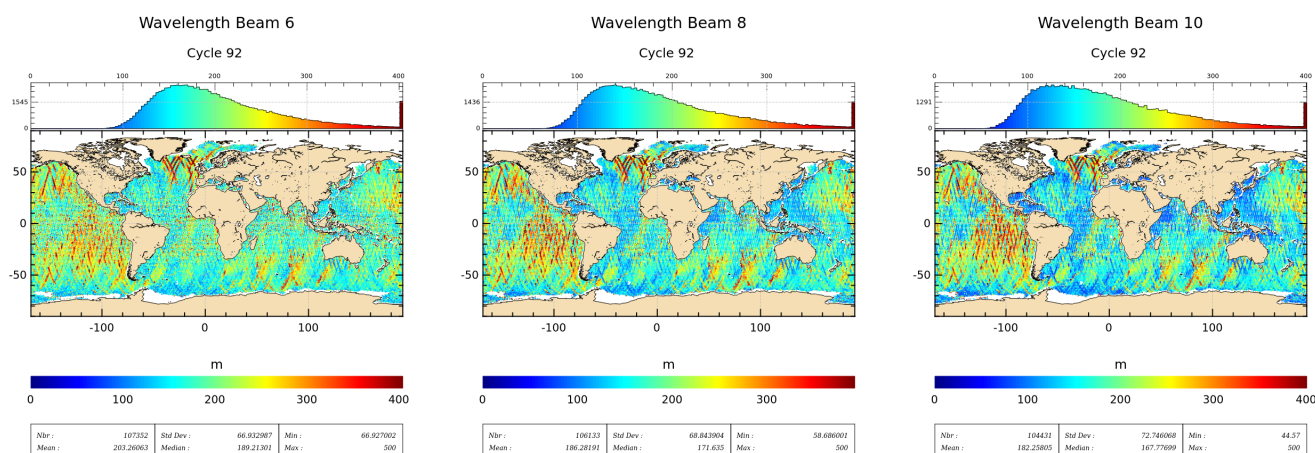 Wavelength Beam 6
Cycle 92
0 100 200 300 400
1545
0
50
0
-50
-100 0 100
m
0 100 200 300 400
Nbr : 107352 Std Dev : 66.932987 Min : 66.927002
Mean : 203.26063 Median : 189.21301 Max : 500
Wavelength Beam 8
Cycle 92
0 100 200 300
1436
0
50
0
-50
-100 0 100
m
0 100 200 300
Nbr : 106133 Std Dev : 68.843904 Min : 58.686001
Mean : 186.28191 Median : 171.635 Max : 500
Wavelength Beam 10
Cycle 92
0 100 200 300 400
1291
0
50
0
-50
-100 0 100
m
0 100 200 300 400
Nbr : 104431 Std Dev : 72.746068 Min : 44.57
Mean : 182.25805 Median : 167.77699 Max : 500